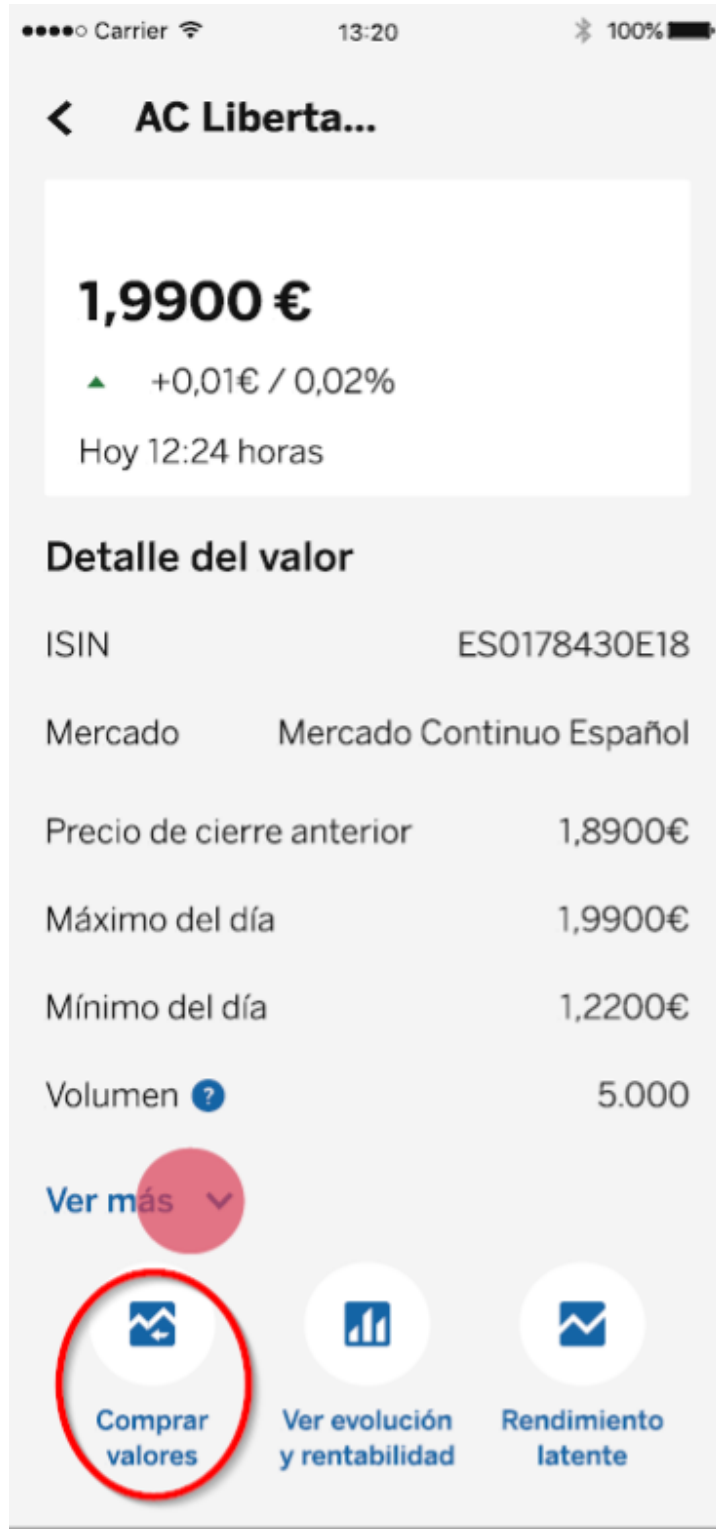 Carrier 13:20 100%
AC Liberta...
1,9900 €
+0,01€ / 0,02%
Hoy 12:24 horas
Detalle del valor
ISIN ES0178430E18
Mercado Mercado Continuo Español
Precio de cierre anterior 1,8900€
Máximo del día 1,9900€
Mínimo del día 1,2200€
Volumen ? 5.000
Ver más
Comprar Ver evolución Rendimiento
valores y rentabilidad latente